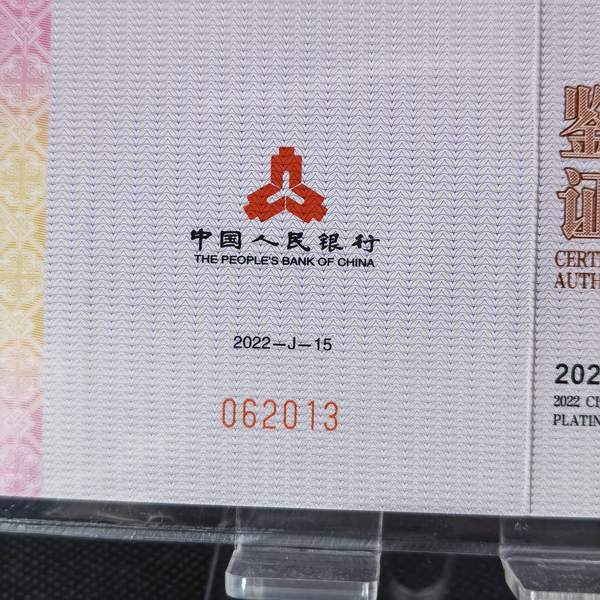 中国人民银行
THE PEOPLE'S BANK OF CHINA
2022-J-15
062013
鉴
证
CERT
AUTH
202
2022 CH
PLATIN